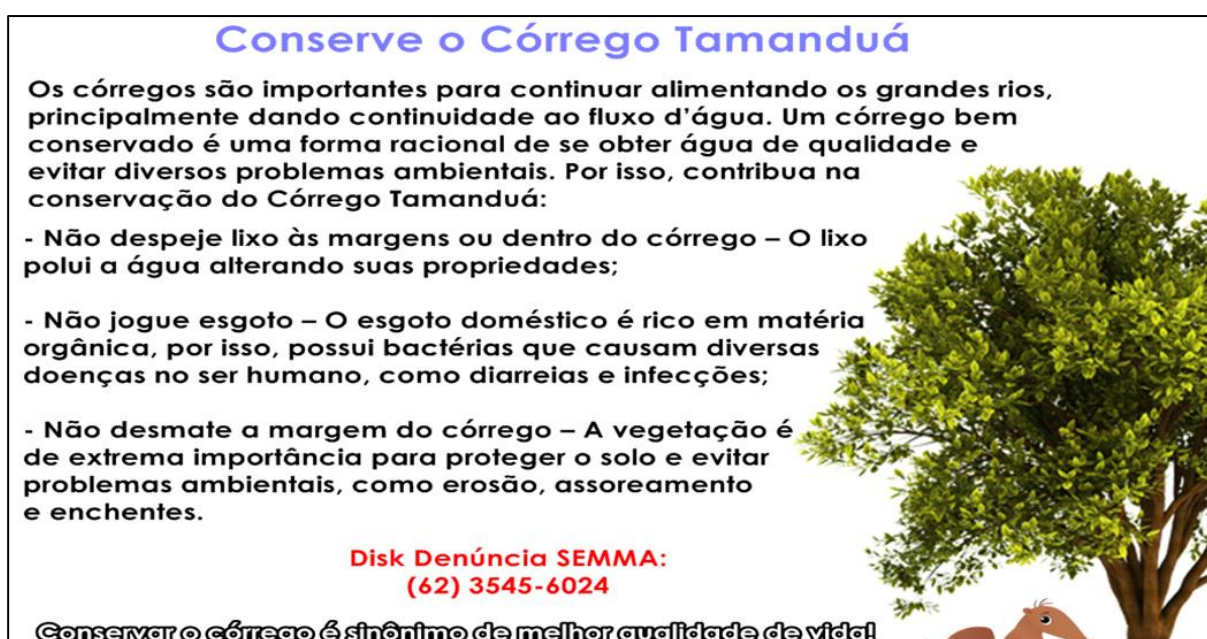 Conserve o Córrego Tamanduá
Os córregos são importantes para continuar alimentando os grandes rios,
principalmente dando continuidade ao fluxo d'água. Um córrego bem
conservado é uma forma racional de se obter água de qualidade e
evitar diversos problemas ambientais. Por isso, contribua na
conservação do Córrego Tamanduá:
- Não despeje lixo às margens ou dentro do córrego – O lixo
polui a água alterando suas propriedades;
- Não jogue esgoto – O esgoto doméstico é rico em matéria
orgânica, por isso, possui bactérias que causam diversas
doenças no ser humano, como diarreias e infecções;
- Não desmate a margem do córrego – A vegetação é
de extrema importância para proteger o solo e evitar
problemas ambientais, como erosão, assoreamento
e enchentes.
Disk Denúncia SEMMA:
(62) 3545-6024
Conservar o córrego é sinônimo de melhor qualidade de vida!